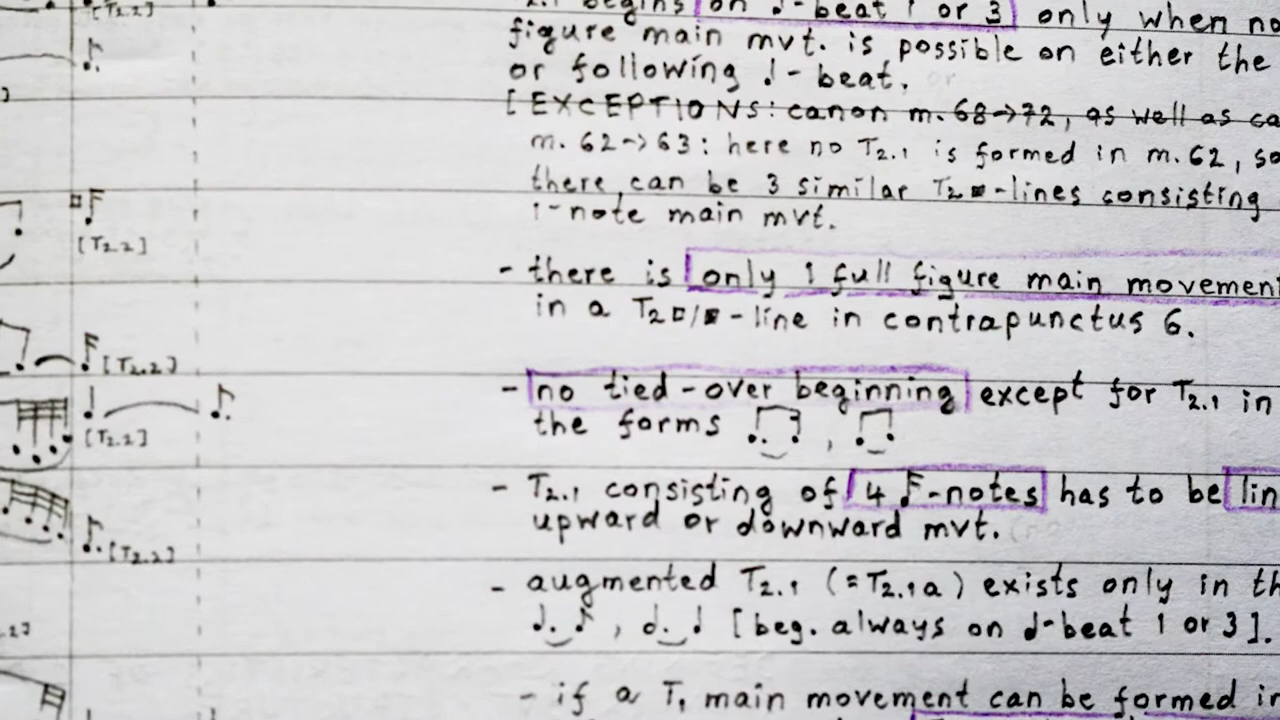 [T2.2]
2.1 begins on ♩-beat 1 or 3 only when no
figure main mvt. is possible on either the
or following ♩-beat.
[EXCEPTIONS: canon m. 68→72, as well as ca
m. 62→63: here no T2.1 is formed in m. 62, so
there can be 3 similar T2■-lines consisting
1-note main mvt.
[T2.2]
- there is only 1 full figure main movement
in a T2□/■-line in contrapunctus 6.
[T2.2]
- no tied-over beginning except for T2.1 in
the forms ♫, ♫
[T2.2]
- T2.1 consisting of 4 ♬-notes has to be lin
upward or downward mvt.
[T2.2]
- augmented T2.1 (=T2.1a) exists only in th
♩. ♪, 𝅗𝅥. ♩ [beg. always on ♩-beat 1 or 3].
- if a T1 main movement can be formed in